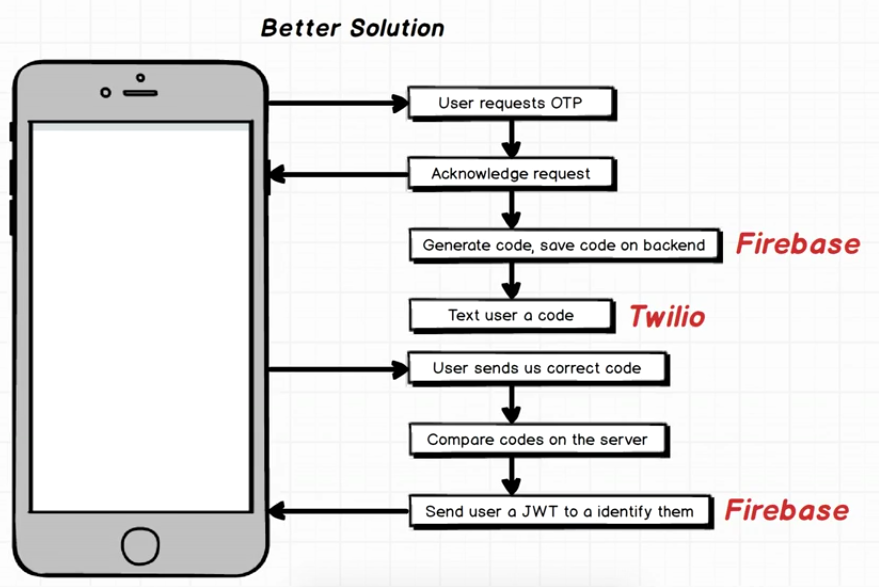 Better Solution
User requests OTP
Acknowledge request
Generate code, save code on backend
Firebase
Text user a code
Twilio
User sends us correct code
Compare codes on the server
Send user a JWT to a identify them
Firebase